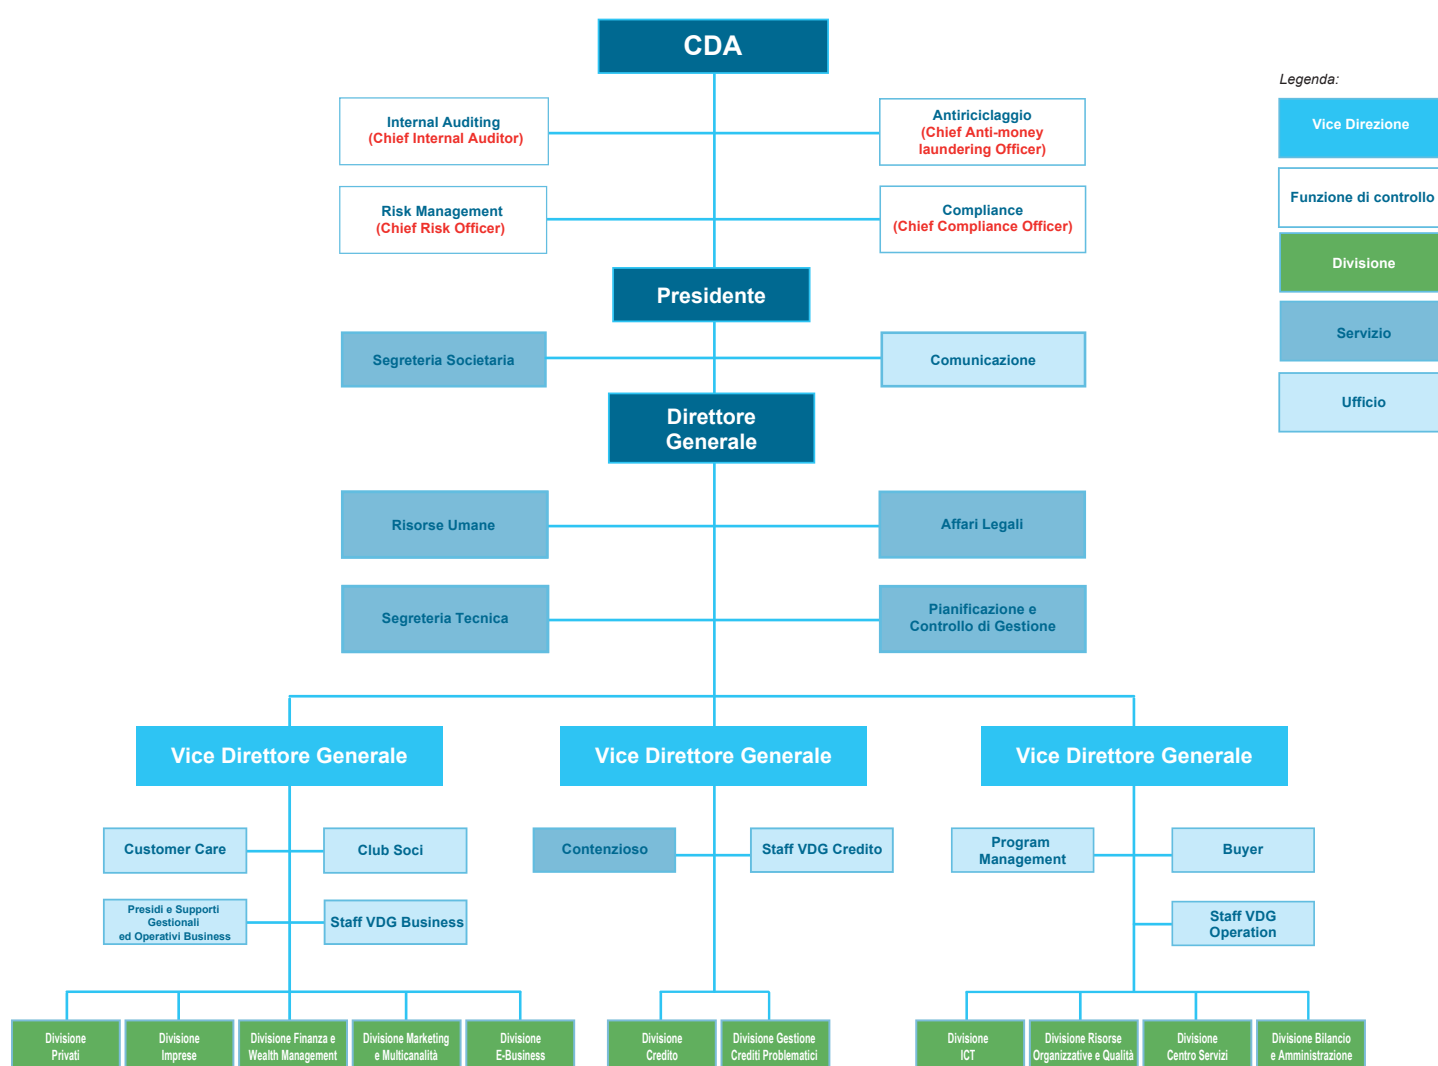 CDA
Legenda:
Internal Auditing
(Chief Internal Auditor)
Antiriciclaggio
(Chief Anti-money
laundering Officer)
Vice Direzione
Risk Management
(Chief Risk Officer)
Compliance
(Chief Compliance Officer)
Funzione di controllo
Divisione
Presidente
Segreteria Societaria
Comunicazione
Servizio
Ufficio
Direttore
Generale
Risorse Umane
Affari Legali
Segreteria Tecnica
Pianificazione e
Controllo di Gestione
Vice Direttore Generale
Vice Direttore Generale
Vice Direttore Generale
Customer Care
Club Soci
Contenzioso
Staff VDG Credito
Program
Management
Buyer
Presidi e Supporti
Gestionali
ed Operativi Business
Staff VDG Business
Staff VDG
Operation
Divisione
Privati
Divisione
Imprese
Divisione Finanza e
Wealth Management
Divisione Marketing
e Multicanalità
Divisione
E-Business
Divisione
Credito
Divisione Gestione
Crediti Problematici
Divisione
ICT
Divisione Risorse
Organizzative e Qualità
Divisione
Centro Servizi
Divisione Bilancio
e Amministrazione